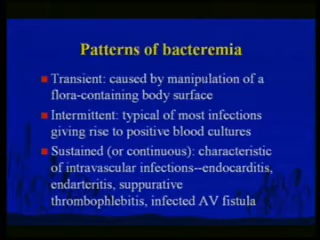 Patterns of bacteremia
Transient: caused by manipulation of a
flora-containing body surface
Intermittent: typical of most infections
giving rise to positive blood cultures
Sustained (or continuous): characteristic
of intravascular infections--endocarditis,
endarteritis, suppurative
thrombophlebitis, infected AV fistula